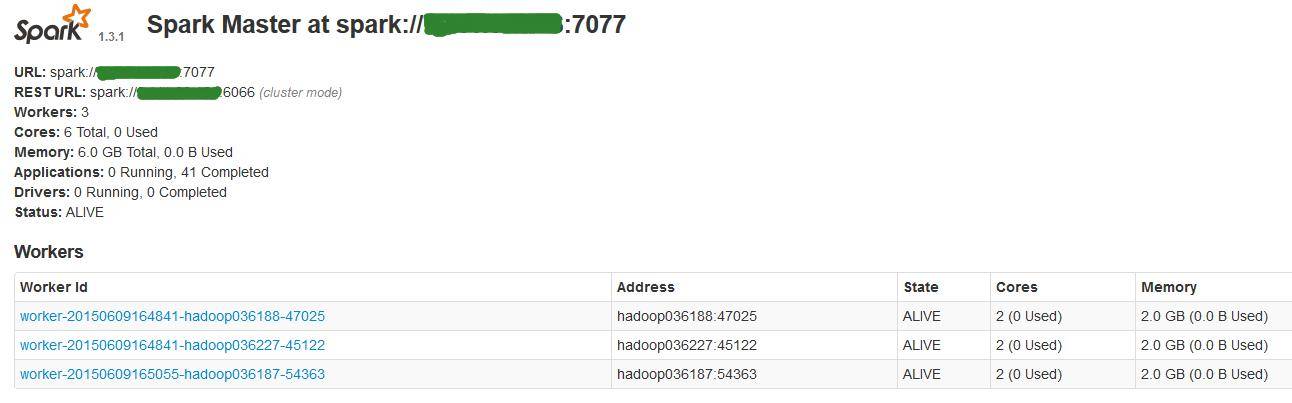 Spark 1.3.1 Spark Master at spark://:7077
URL: spark://:7077
REST URL: spark://:6066 (cluster mode)
Workers: 3
Cores: 6 Total, 0 Used
Memory: 6.0 GB Total, 0.0 B Used
Applications: 0 Running, 41 Completed
Drivers: 0 Running, 0 Completed
Status: ALIVE
Workers
Worker Id Address State Cores Memory
worker-20150609164841-hadoop036188-47025 hadoop036188:47025 ALIVE 2 (0 Used) 2.0 GB (0.0 B Used)
worker-20150609164841-hadoop036227-45122 hadoop036227:45122 ALIVE 2 (0 Used) 2.0 GB (0.0 B Used)
worker-20150609165055-hadoop036187-54363 hadoop036187:54363 ALIVE 2 (0 Used) 2.0 GB (0.0 B Used)